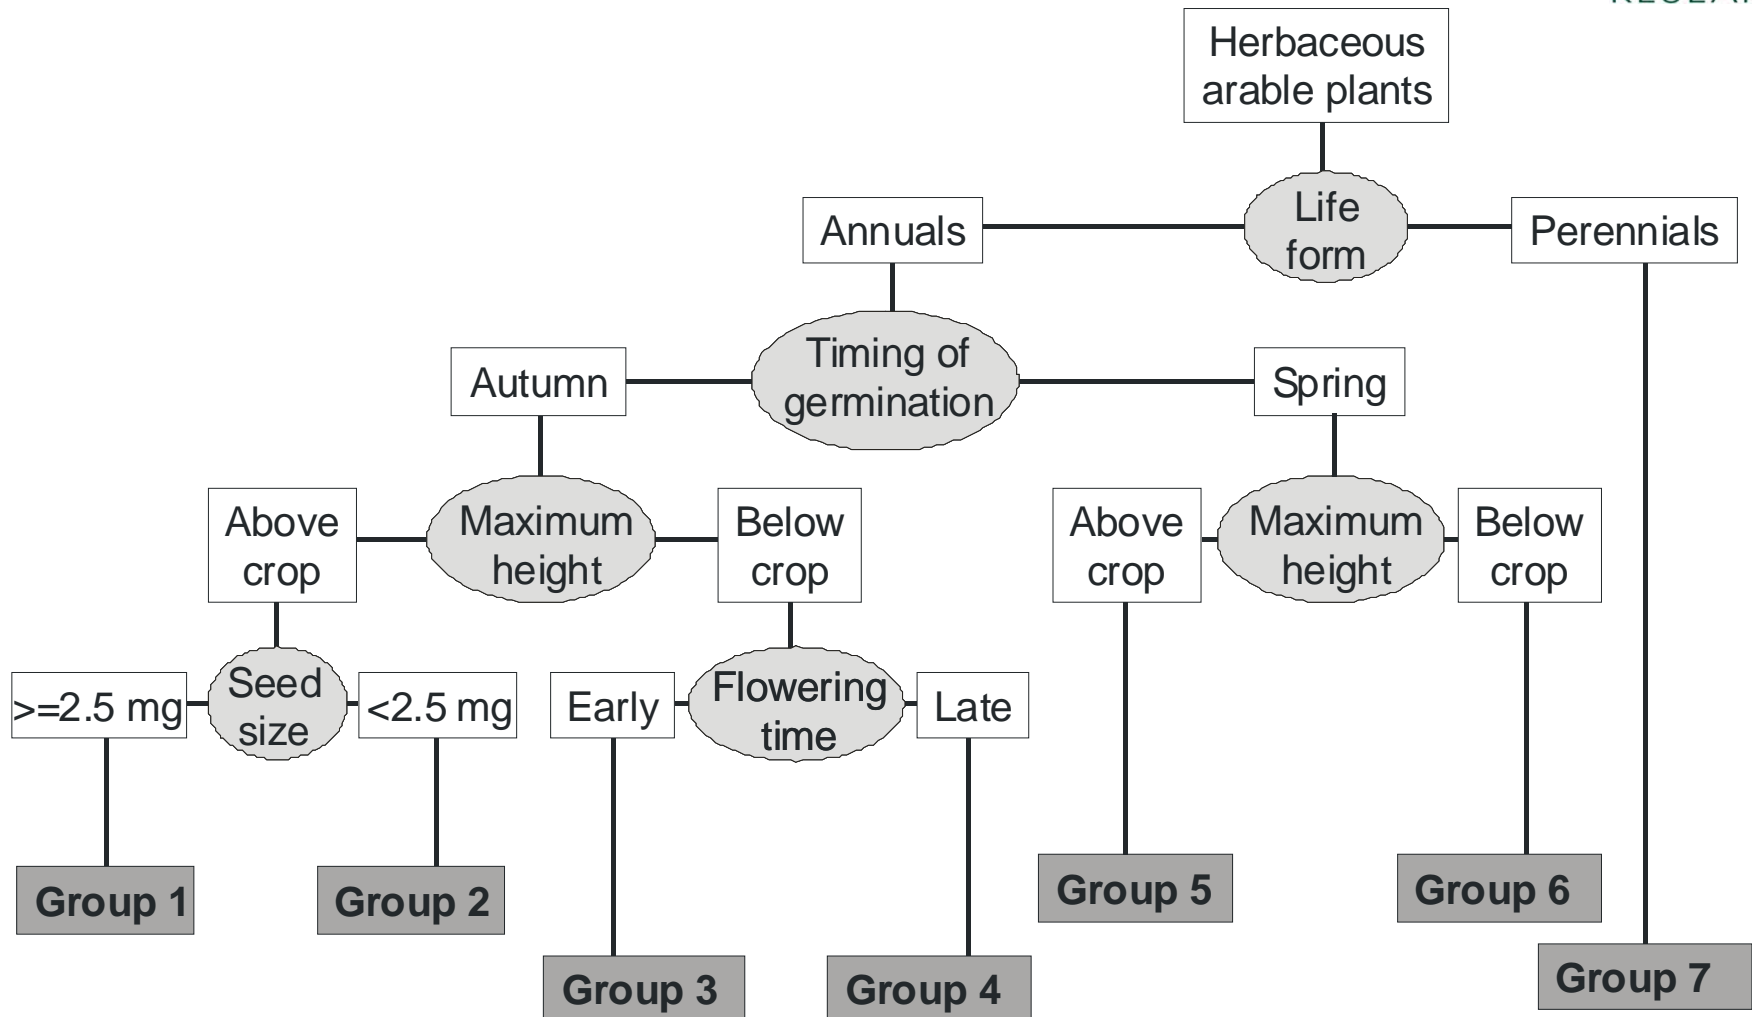 Herbaceous
arable plants
Life
form
Annuals
Perennials
Timing of
germination
Autumn
Spring
Above
crop
Maximum
height
Below
crop
Above
crop
Maximum
height
Below
crop
>=2.5 mg
Seed
size
<2.5 mg
Early
Flowering
time
Late
Group 1
Group 2
Group 5
Group 6
Group 3
Group 4
Group 7